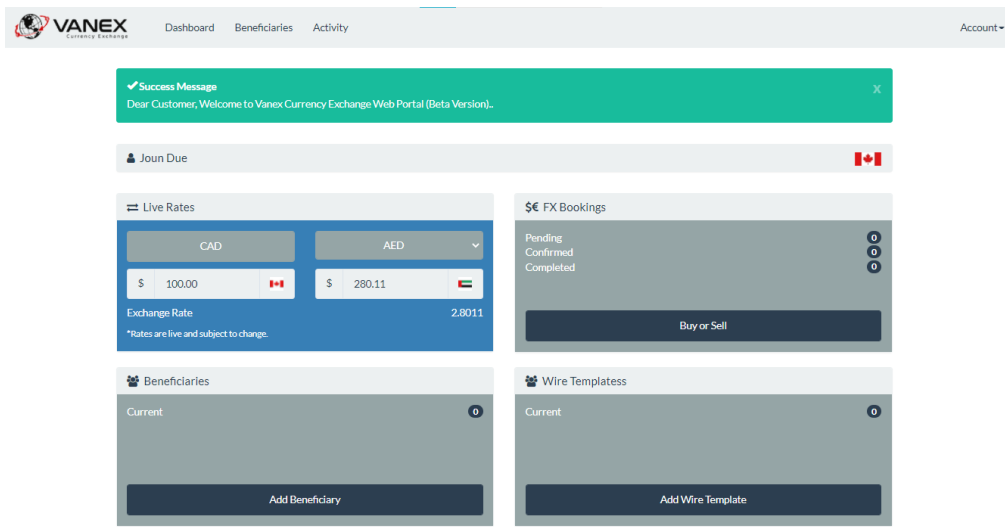 VANEX
Currency Exchange
Dashboard Beneficiaries Activity Account
Success Message x
Dear Customer, Welcome to Vanex Currency Exchange Web Portal (Beta Version)..
Joun Due
Live Rates
CAD AED
$ 100.00 $ 280.11
Exchange Rate 2.8011
*Rates are live and subject to change.
$€ FX Bookings
Pending 0
Confirmed 0
Completed 0
Buy or Sell
Beneficiaries
Current 0
Add Beneficiary
Wire Templatess
Current 0
Add Wire Template